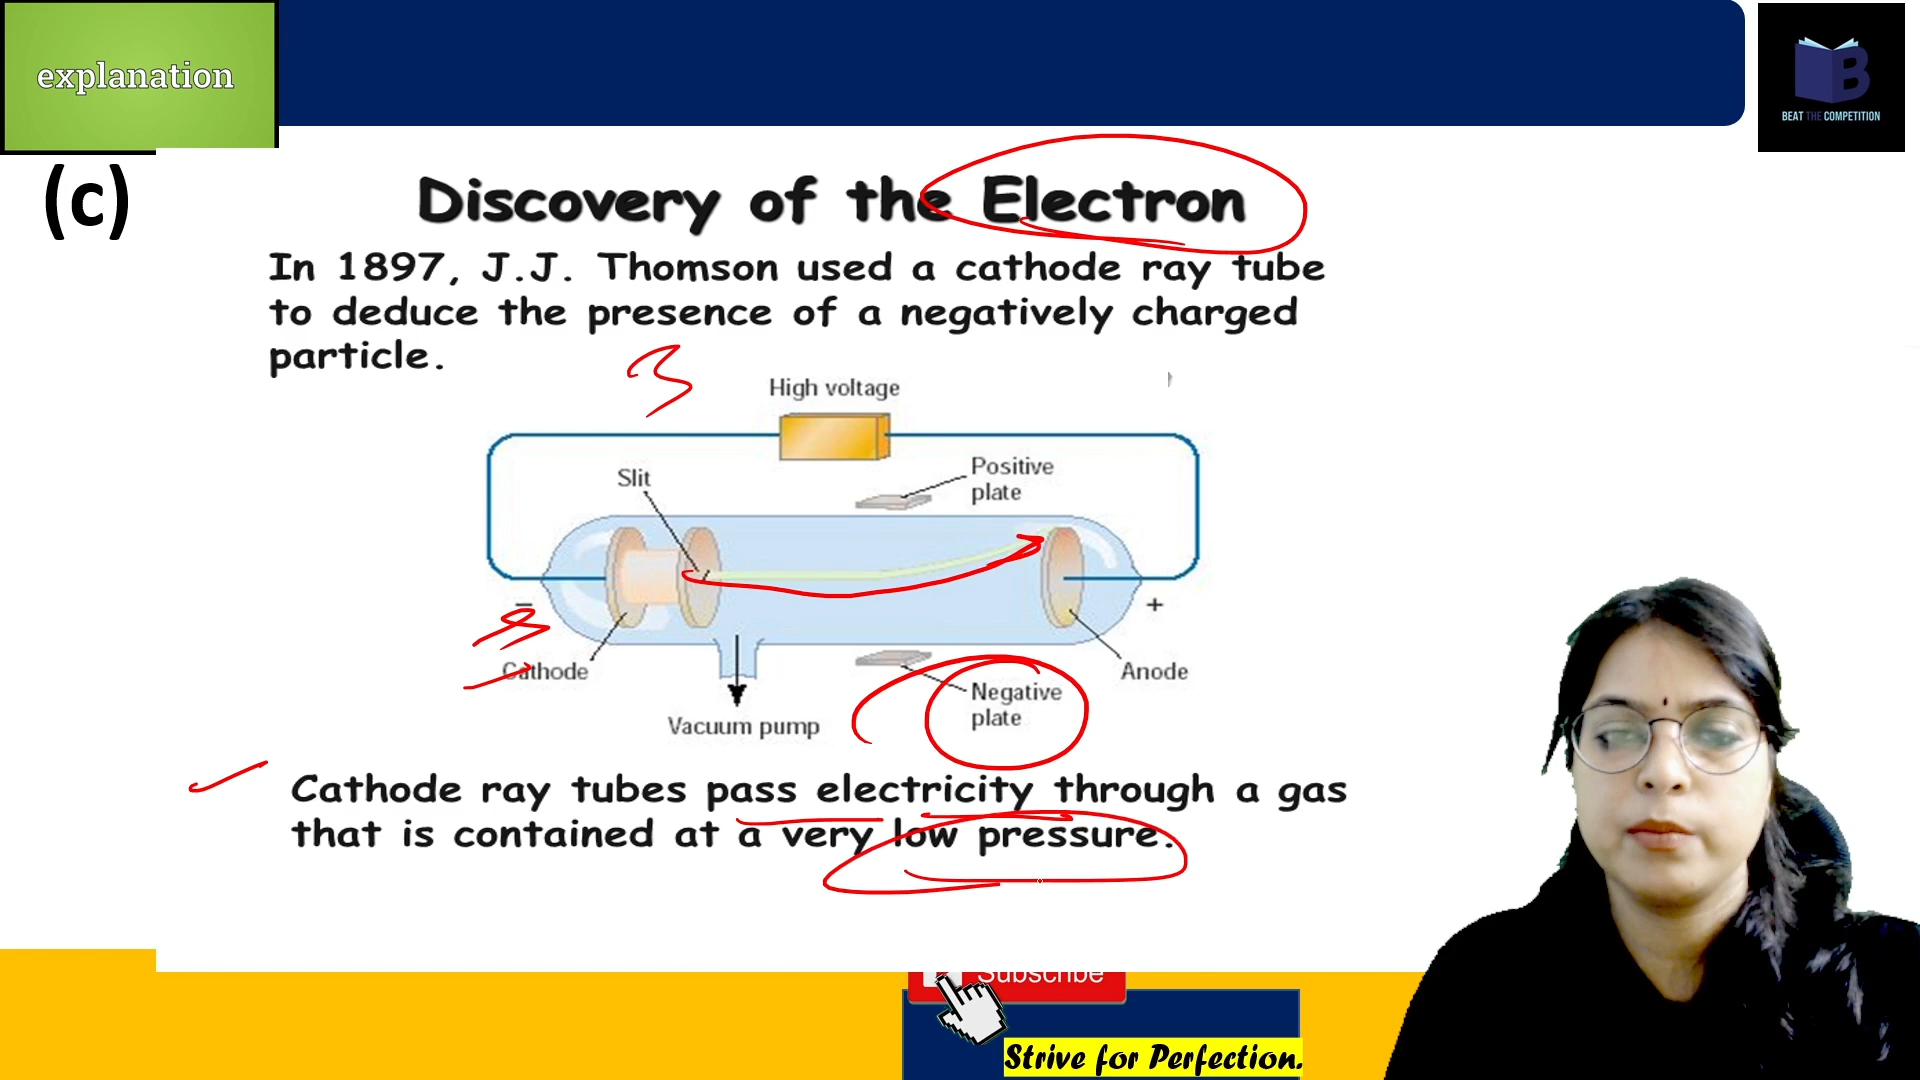 explanation
B
BEAT THE COMPETITION
(c)
Discovery of the Electron
In 1897, J.J. Thomson used a cathode ray tube
to deduce the presence of a negatively charged
particle.
High voltage
Slit
Positive
plate
–
+
Cathode
Anode
Negative
plate
Vacuum pump
Cathode ray tubes pass electricity through a gas
that is contained at a very low pressure.
Subscribe
Strive for Perfection.